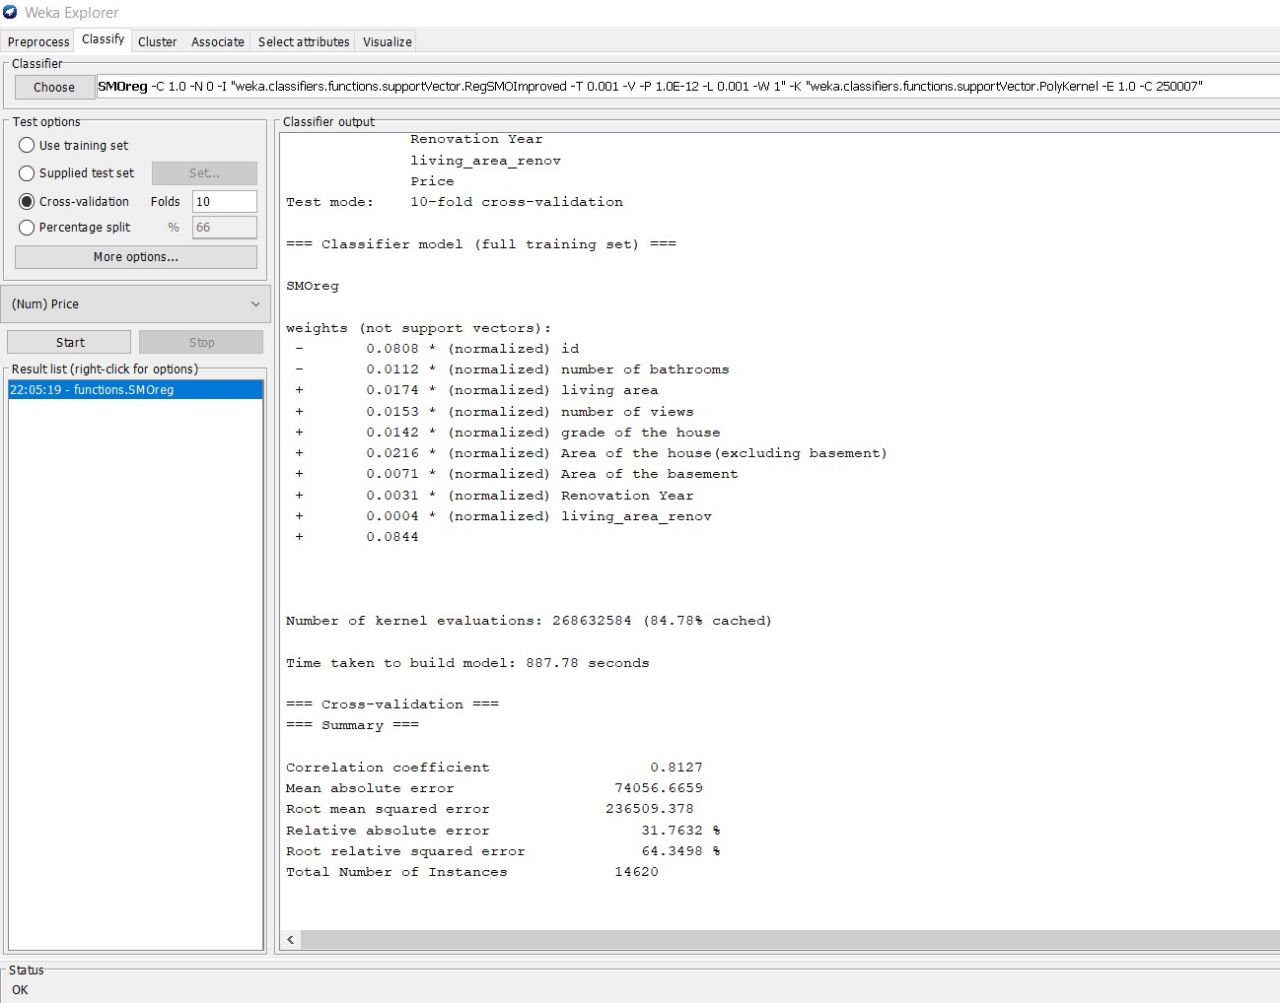 Weka Explorer
Preprocess Classify Cluster Associate Select attributes Visualize
Classifier
Choose SMOreg -C 1.0 -N 0 -I "weka.classifiers.functions.supportVector.RegSMOImproved -T 0.001 -V -P 1.0E-12 -L 0.001 -W 1" -K "weka.classifiers.functions.supportVector.PolyKernel -E 1.0 -C 250007"
Test options
Use training set
Supplied test set Set...
Cross-validation Folds 10
Percentage split % 66
More options...
(Num) Price
Start Stop
Result list (right-click for options)
22:05:19 - functions.SMOreg
Classifier output
Renovation Year
living_area_renov
Price
Test mode: 10-fold cross-validation
=== Classifier model (full training set) ===
SMOreg
weights (not support vectors):
- 0.0808 * (normalized) id
- 0.0112 * (normalized) number of bathrooms
+ 0.0174 * (normalized) living area
+ 0.0153 * (normalized) number of views
+ 0.0142 * (normalized) grade of the house
+ 0.0216 * (normalized) Area of the house(excluding basement)
+ 0.0071 * (normalized) Area of the basement
+ 0.0031 * (normalized) Renovation Year
+ 0.0004 * (normalized) living_area_renov
+ 0.0844
Number of kernel evaluations: 268632584 (84.78% cached)
Time taken to build model: 887.78 seconds
=== Cross-validation ===
=== Summary ===
Correlation coefficient 0.8127
Mean absolute error 74056.6659
Root mean squared error 236509.378
Relative absolute error 31.7632 %
Root relative squared error 64.3498 %
Total Number of Instances 14620
Status
OK